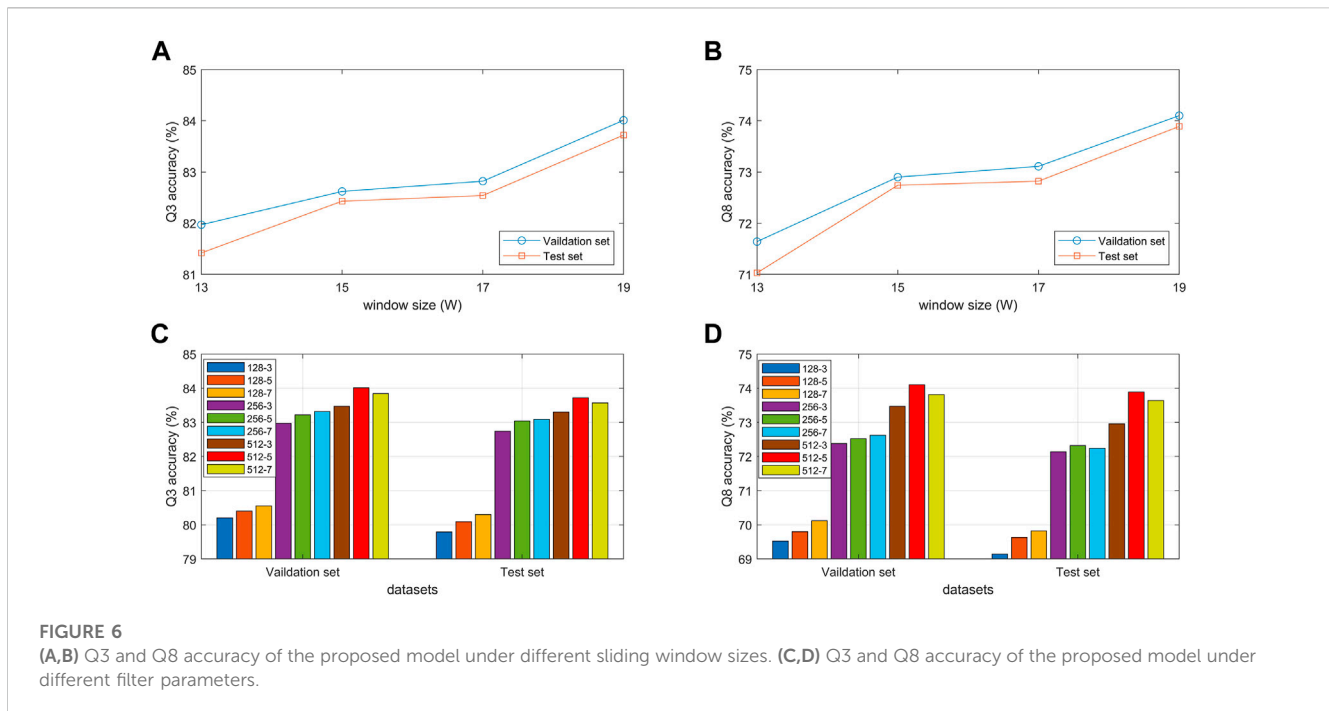 A
85
84
83
82
81
Q3 accuracy (%)
13
15
17
19
window size (W)
Vaildation set
Test set
B
75
74
73
72
71
Q8 accuracy (%)
13
15
17
19
window size (W)
Vaildation set
Test set
C
85
84
83
82
81
80
79
Q3 accuracy (%)
128-3
128-5
128-7
256-3
256-5
256-7
512-3
512-5
512-7
Vaildation set
Test set
datasets
D
75
74
73
72
71
70
69
Q8 accuracy (%)
128-3
128-5
128-7
256-3
256-5
256-7
512-3
512-5
512-7
Vaildation set
Test set
datasets
FIGURE 6
(A,B) Q3 and Q8 accuracy of the proposed model under different sliding window sizes. (C,D) Q3 and Q8 accuracy of the proposed model under
different filter parameters.